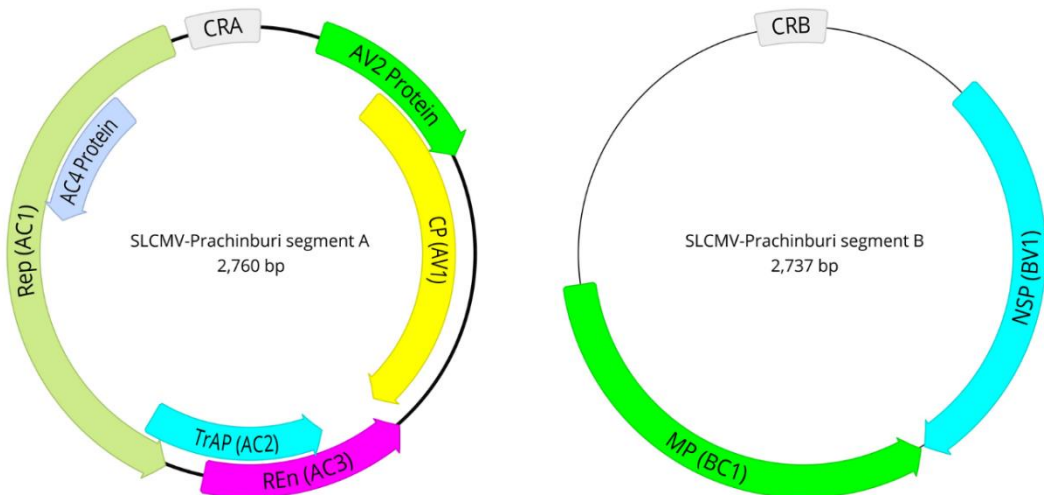 CRA
AV2 Protein
CP (AV1)
AC4 Protein
Rep (AC1)
SLCMV-Prachinburi segment A
2,760 bp
TrAP (AC2)
REn (AC3)
CRB
NSP (BV1)
SLCMV-Prachinburi segment B
2,737 bp
MP (BC1)